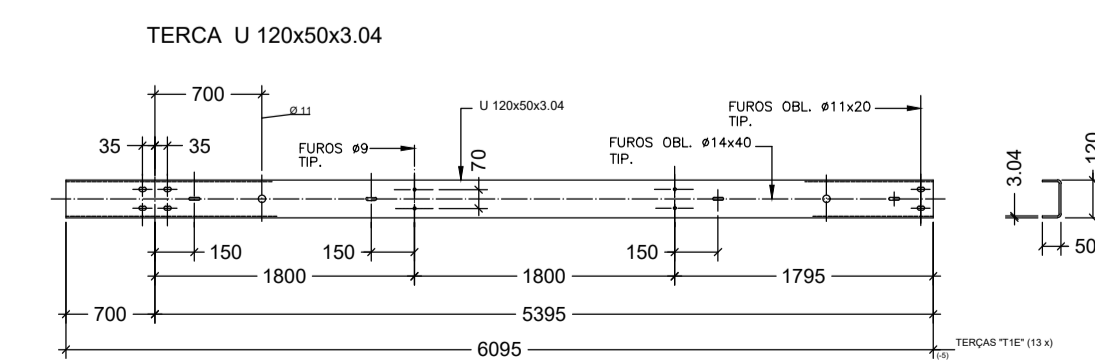 TERCA U 120x50x3.04
700
Ø 11
U 120x50x3.04
FUROS OBL. ø11x20
TIP.
35
35
FUROS ø9
TIP.
70
FUROS OBL. ø14x40
TIP.
3.04
120
150
150
150
50
1800
1800
1795
700
5395
6095
(-5)
TERÇAS "T1E" (13 x)